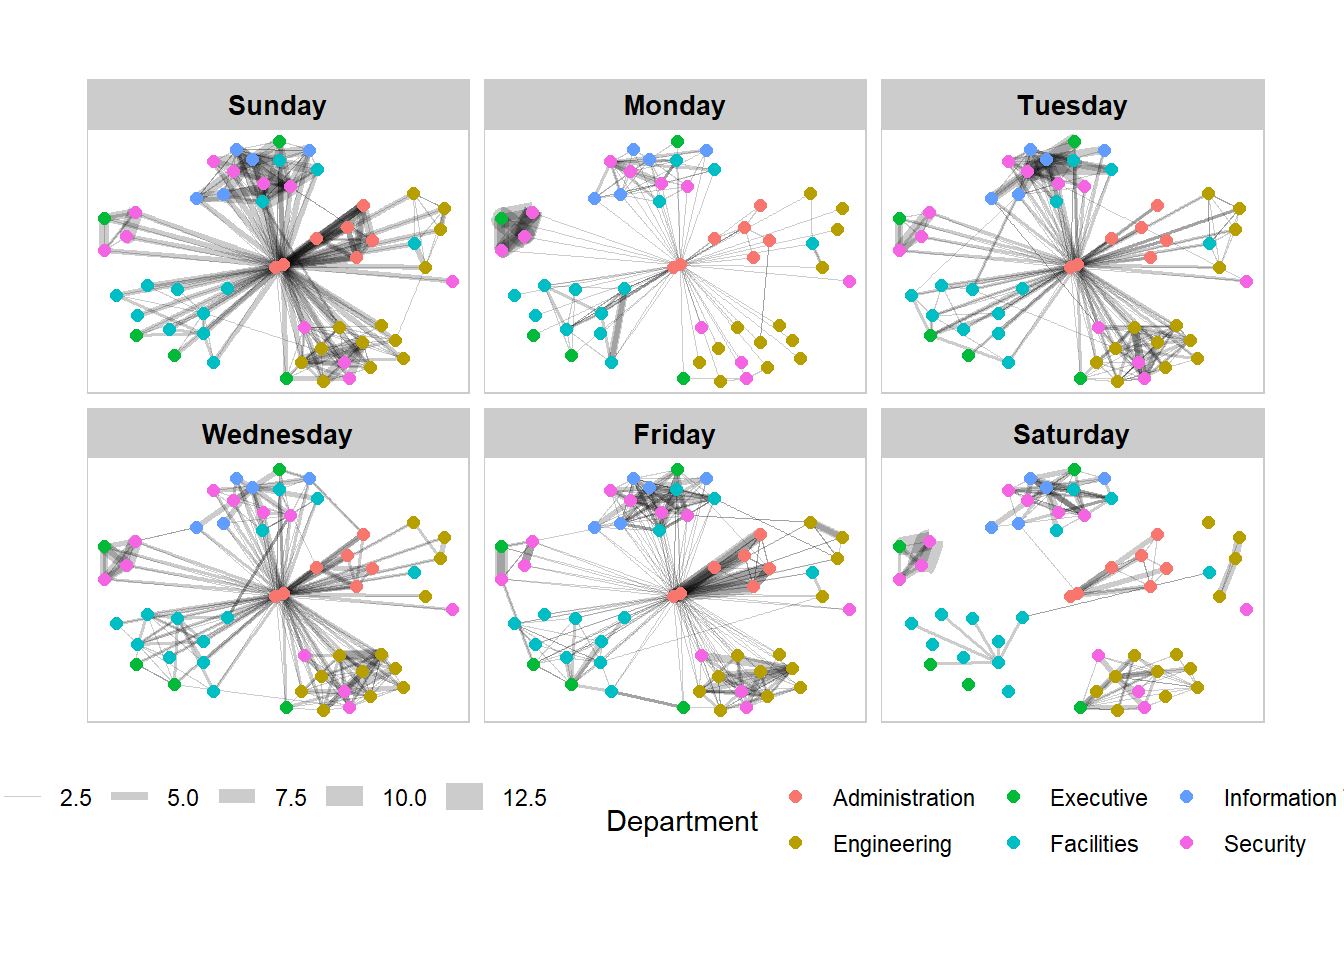 Sunday
Monday
Tuesday
Wednesday
Friday
Saturday
2.5 5.0 7.5 10.0 12.5
Department
Administration Executive Information
Engineering Facilities Security